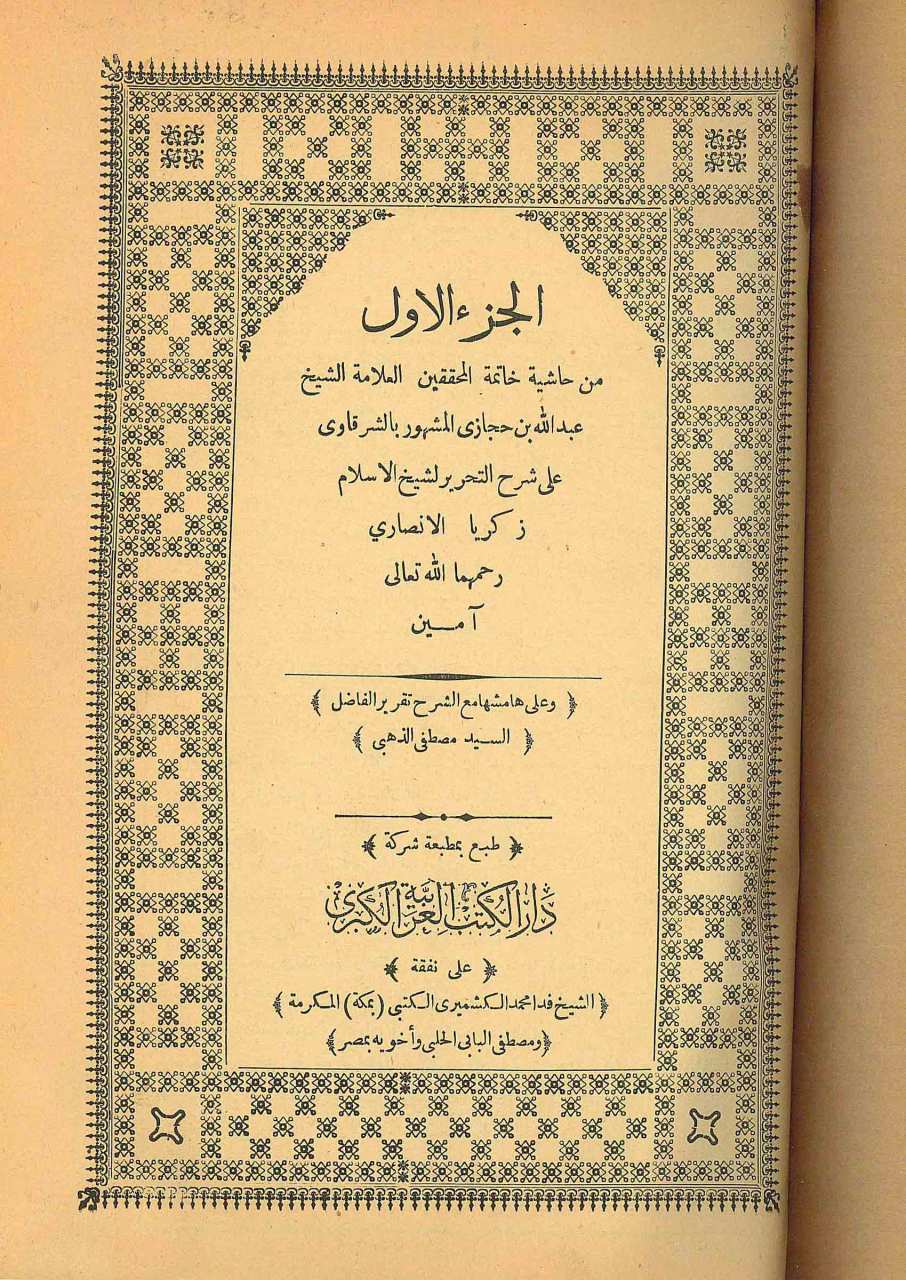 الجزء الاول
من حاشية خاتمة المحققين العلامة الشيخ
عبد الله بن حجازى المشهور بالشرقاوى
على شرح التحرير لشيخ الاسلام
زكريا الانصاري
رحمهما الله تعالى
آمين
﴿ وعلى هامشها مع الشرح تقرير الفاضل ﴾
﴿ السيد مصطفى الذهبى ﴾
﴿ طبع بمطبعة شركة ﴾
دار الكتب العربية الكبرى
﴿ على نفقة ﴾
﴿ الشيخ فدا محمد الكشميرى الكتبي (بمكة) المكرمة ﴾
﴿ ومصطفى البابى الحلبي وأخويه بمصر ﴾